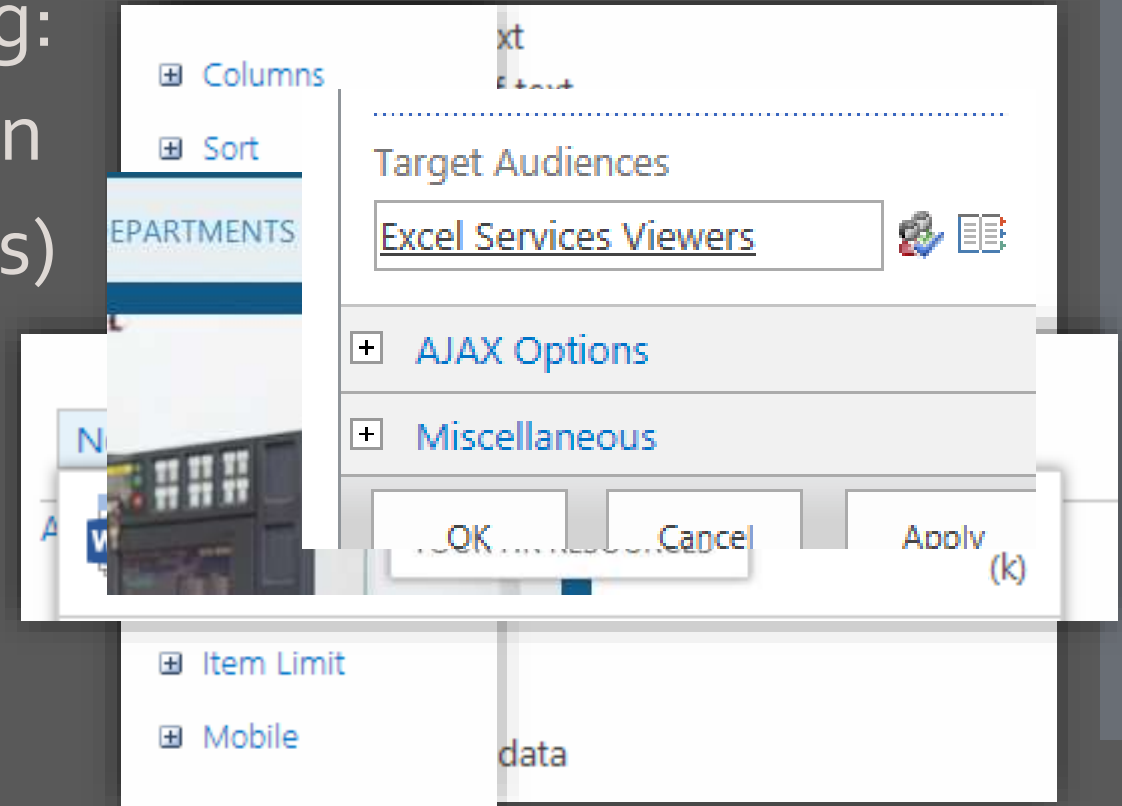 g:
n
s)
xt
Columns
Sort
Target Audiences
EPARTMENTS
Excel Services Viewers
AJAX Options
Miscellaneous
N
A
W
OK
Cancel
Apply
(k)
Item Limit
Mobile
data